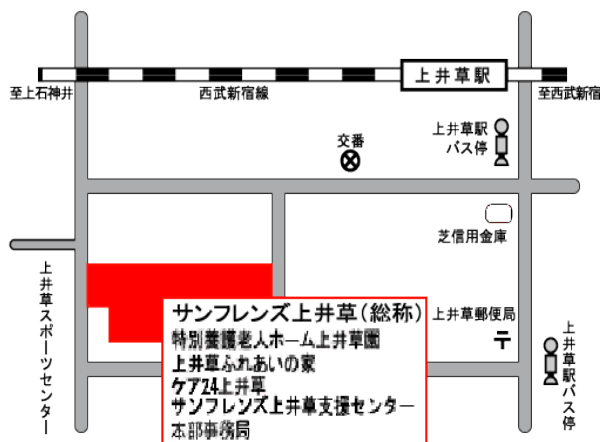 上井草駅
至上石神井
西武新宿線
至西武新宿
上井草駅
バス停
交番
芝信用金庫
上井草スポーツセンター
サンフレンズ上井草(総称)
特別養護老人ホーム上井草園
上井草ふれあいの家
ケア24上井草
サンフレンズ上井草支援センター
本部事務局
上井草郵便局
〒
上井草駅バス停